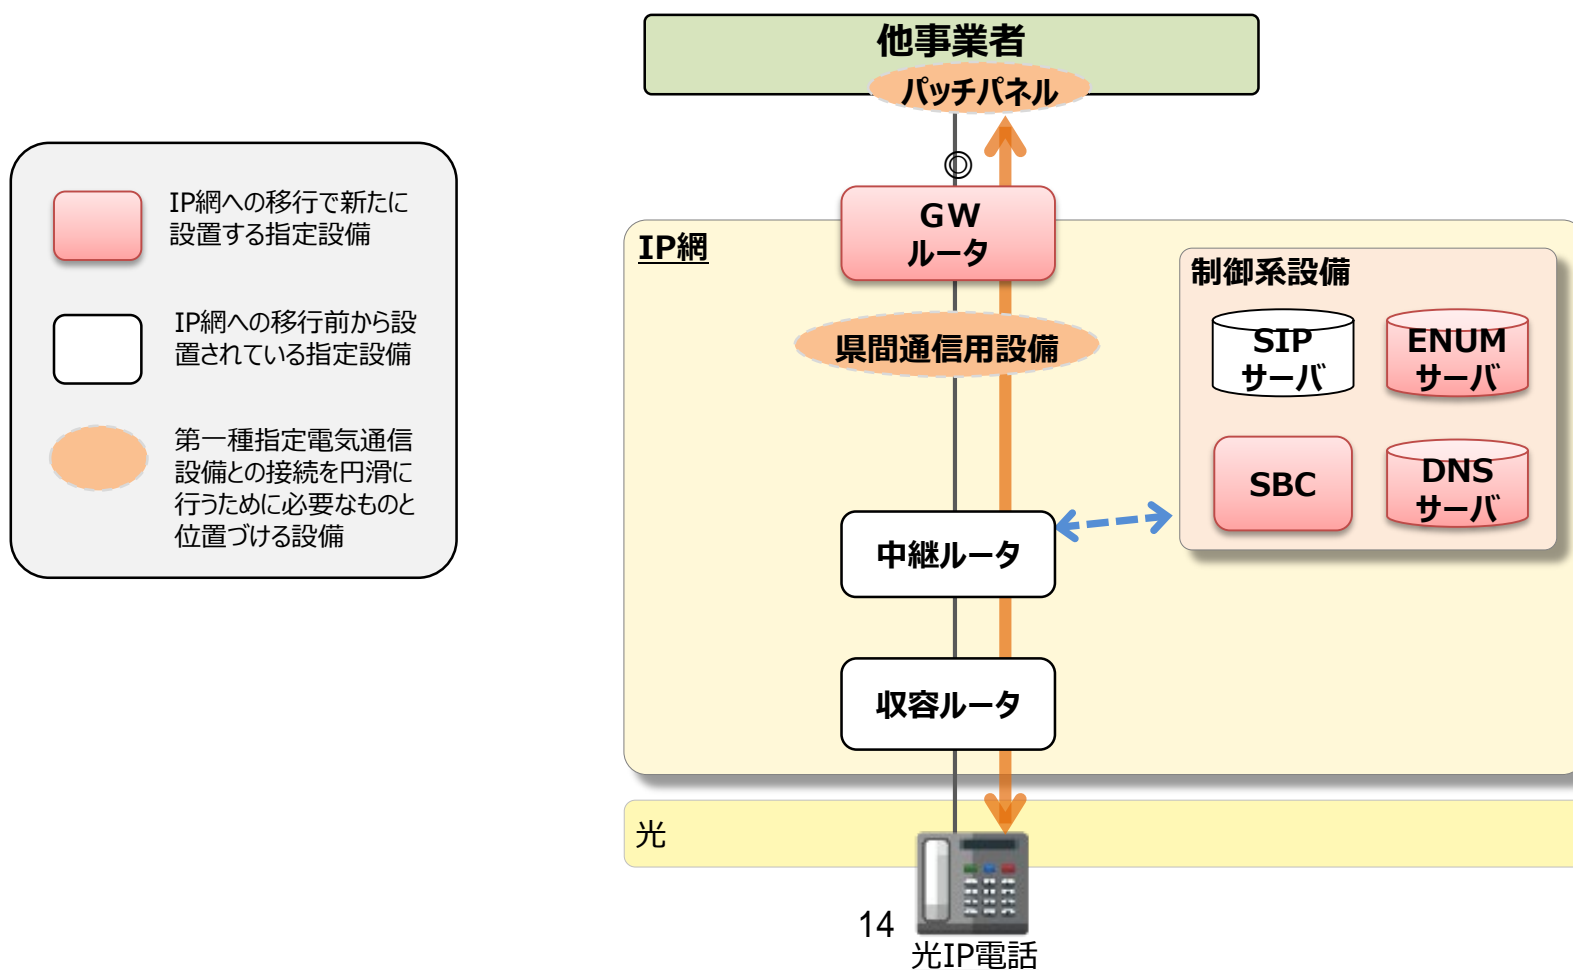 他事業者
パッチパネル
◎
IP網への移行で新たに
設置する指定設備
IP網への移行前から設
置されている指定設備
第一種指定電気通信
設備との接続を円滑に
行うために必要なものと
位置づける設備
GW
ルータ
IP網
制御系設備
県間通信用設備
SIP
サーバ
ENUM
サーバ
SBC
DNS
サーバ
中継ルータ
収容ルータ
光
14
光IP電話